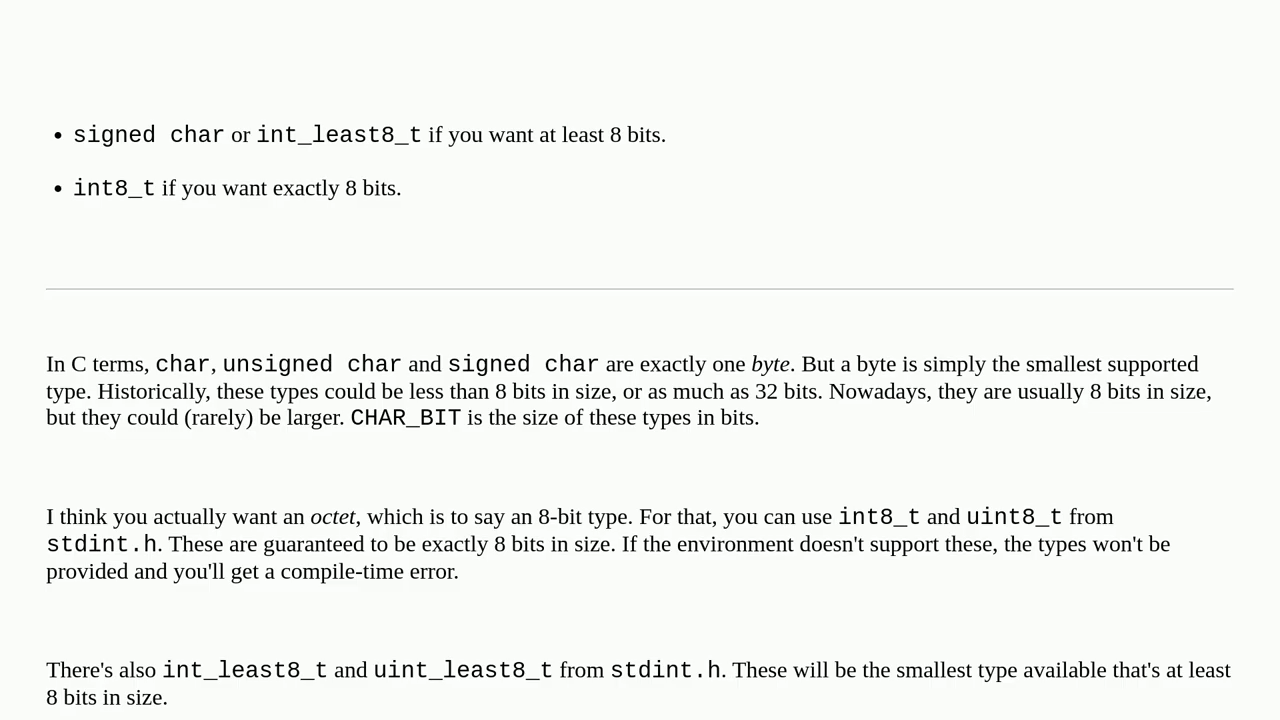 • signed char or int_least8_t if you want at least 8 bits.
• int8_t if you want exactly 8 bits.
In C terms, char, unsigned char and signed char are exactly one byte. But a byte is simply the smallest supported
type. Historically, these types could be less than 8 bits in size, or as much as 32 bits. Nowadays, they are usually 8 bits in size,
but they could (rarely) be larger. CHAR_BIT is the size of these types in bits.
I think you actually want an octet, which is to say an 8-bit type. For that, you can use int8_t and uint8_t from
stdint.h. These are guaranteed to be exactly 8 bits in size. If the environment doesn't support these, the types won't be
provided and you'll get a compile-time error.
There's also int_least8_t and uint_least8_t from stdint.h. These will be the smallest type available that's at least
8 bits in size.